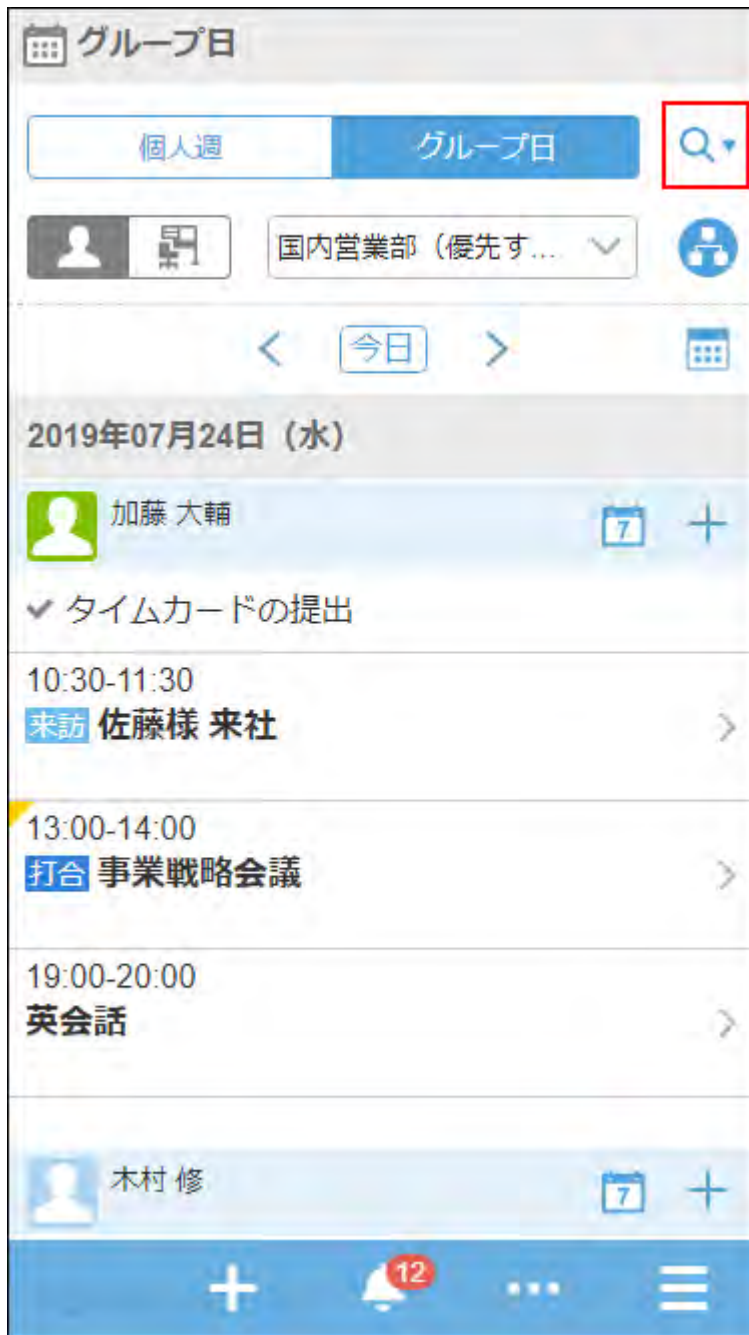 グループ日
個人週 グループ日
国内営業部（優先す...
今日
2019年07月24日（水）
加藤 大輔 7
タイムカードの提出
10:30-11:30
来訪 佐藤様 来社
13:00-14:00
打合 事業戦略会議
19:00-20:00
英会話
木村 修 7
12